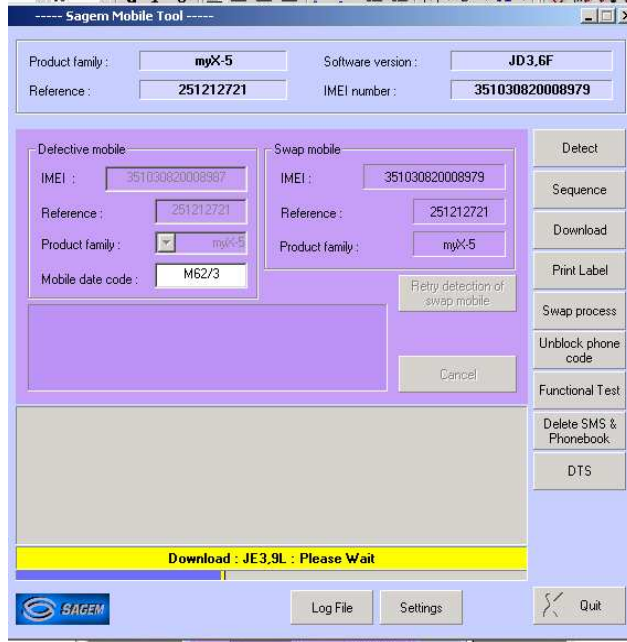 ----- Sagem Mobile Tool -----
Product family : myX-5 Software version : JD3,6F
Reference : 251212721 IMEI number : 351030820008979
Defective mobile
IMEI : 351030820008987
Reference : 251212721
Product family : myX-5
Mobile date code : M62/3
Swap mobile
IMEI : 351030820008979
Reference : 251212721
Product family : myX-5
Retry detection of
swap mobile
Cancel
Detect
Sequence
Download
Print Label
Swap process
Unblock phone
code
Functional Test
Delete SMS &
Phonebook
DTS
Download : JE3,9L : Please Wait
SAGEM
Log File
Settings
Quit